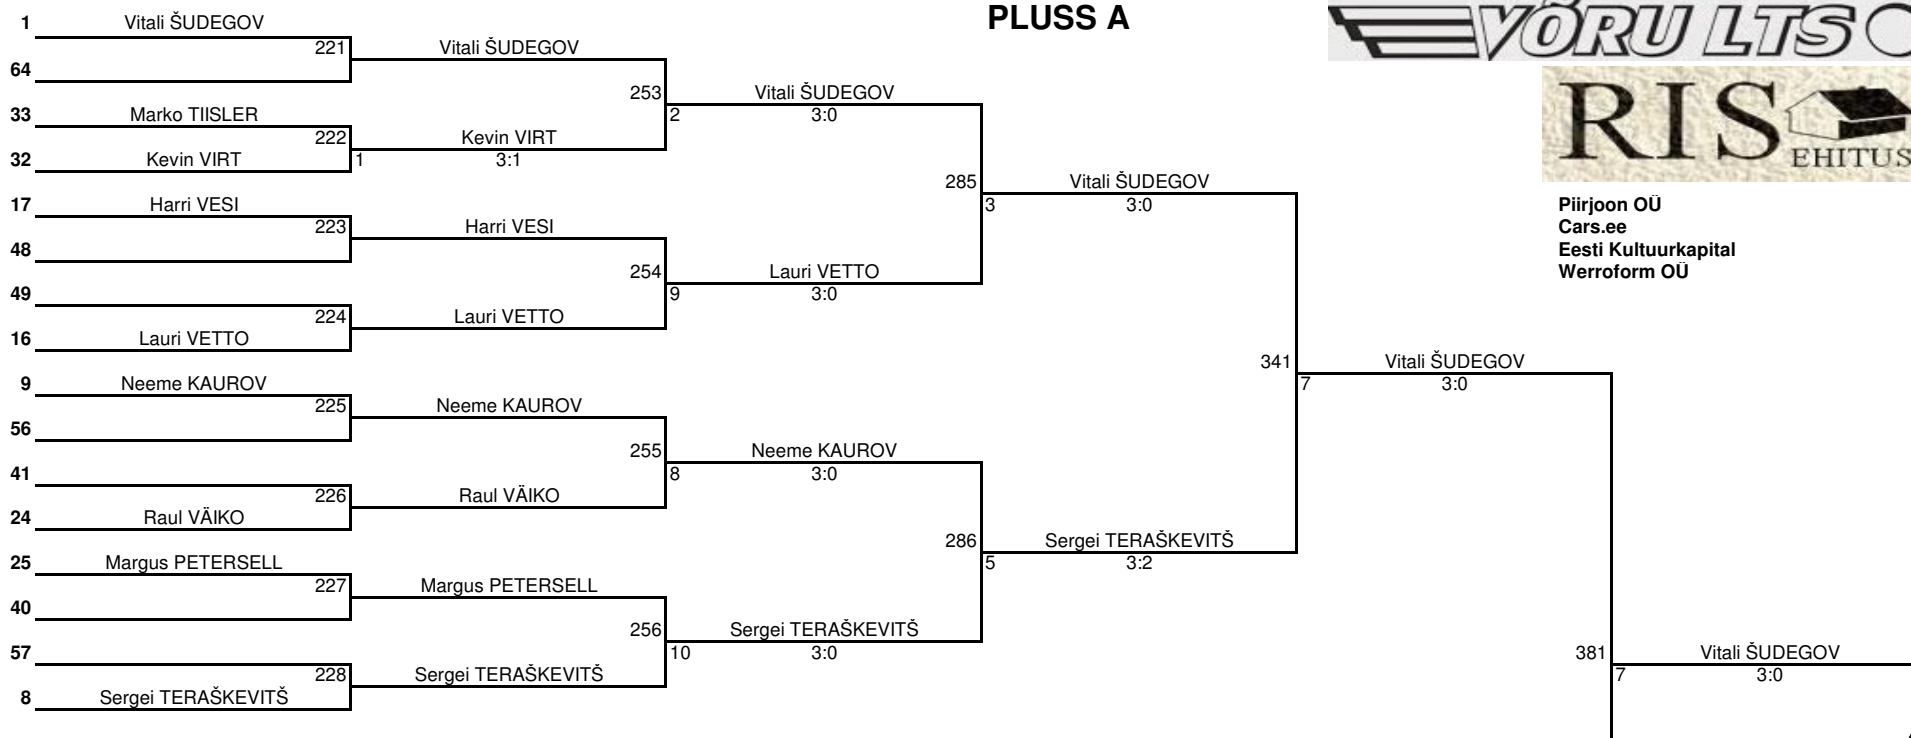 PLUSS A
VÕRU LTS
RIS
EHITUS
Piirjoon OÜ
Cars.ee
Eesti Kultuurkapital
Werroform OÜ
1 Vitali ŠUDEGOV
221 Vitali ŠUDEGOV
64
253 Vitali ŠUDEGOV
33 Marko TIISLER
2 3:0
222 Kevin VIRT
32 Kevin VIRT
1 3:1
285 Vitali ŠUDEGOV
17 Harri VESI
3 3:0
223 Harri VESI
48
254 Lauri VETTO
49
9 3:0
224 Lauri VETTO
16 Lauri VETTO
341 Vitali ŠUDEGOV
9 Neeme KAUROV
7 3:0
225 Neeme KAUROV
56
255 Neeme KAUROV
41
8 3:0
226 Raul VÄIKO
24 Raul VÄIKO
286 Sergei TERAŠKEVITŠ
25 Margus PETERSELL
5 3:2
227 Margus PETERSELL
40
256 Sergei TERAŠKEVITŠ
57
10 3:0
381 Vitali ŠUDEGOV
228 Sergei TERAŠKEVITŠ
7 3:0
8 Sergei TERAŠKEVITŠ